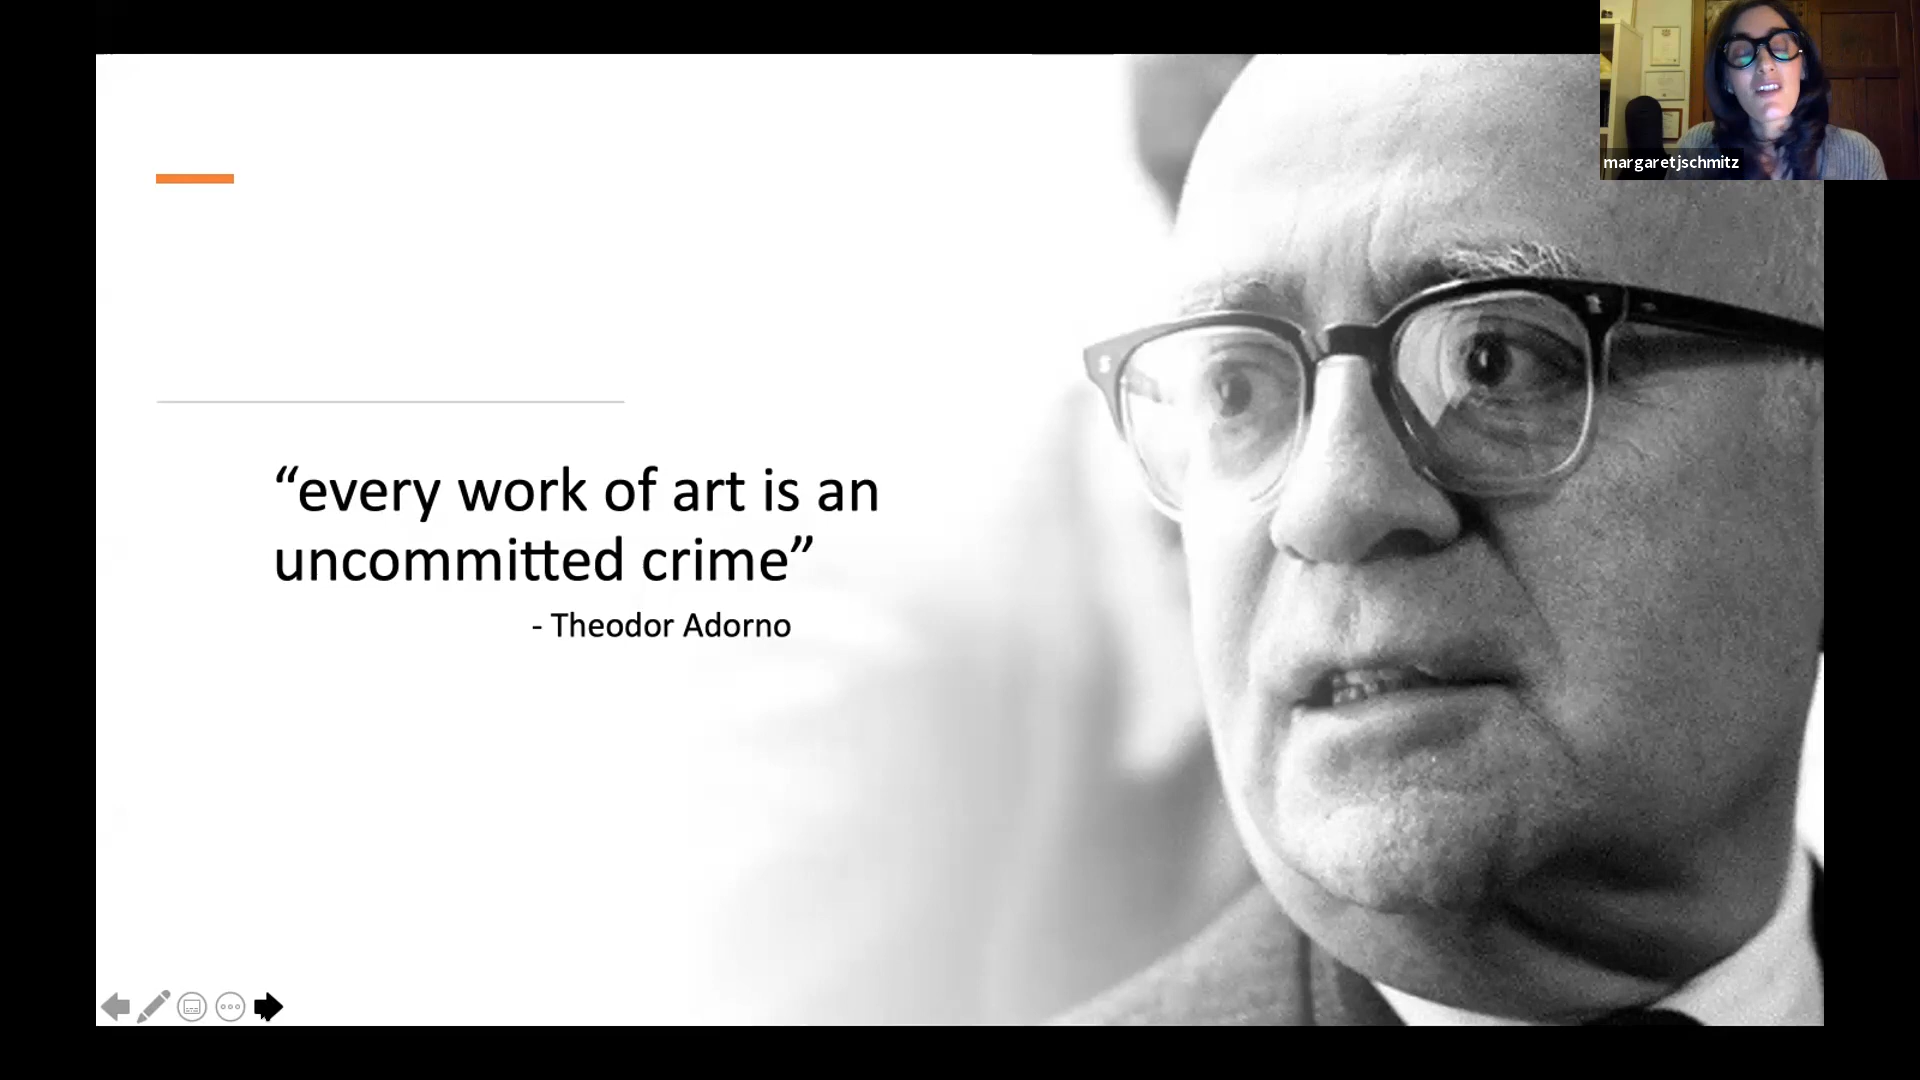 margaretjschmitz
“every work of art is an
uncommitted crime”
- Theodor Adorno